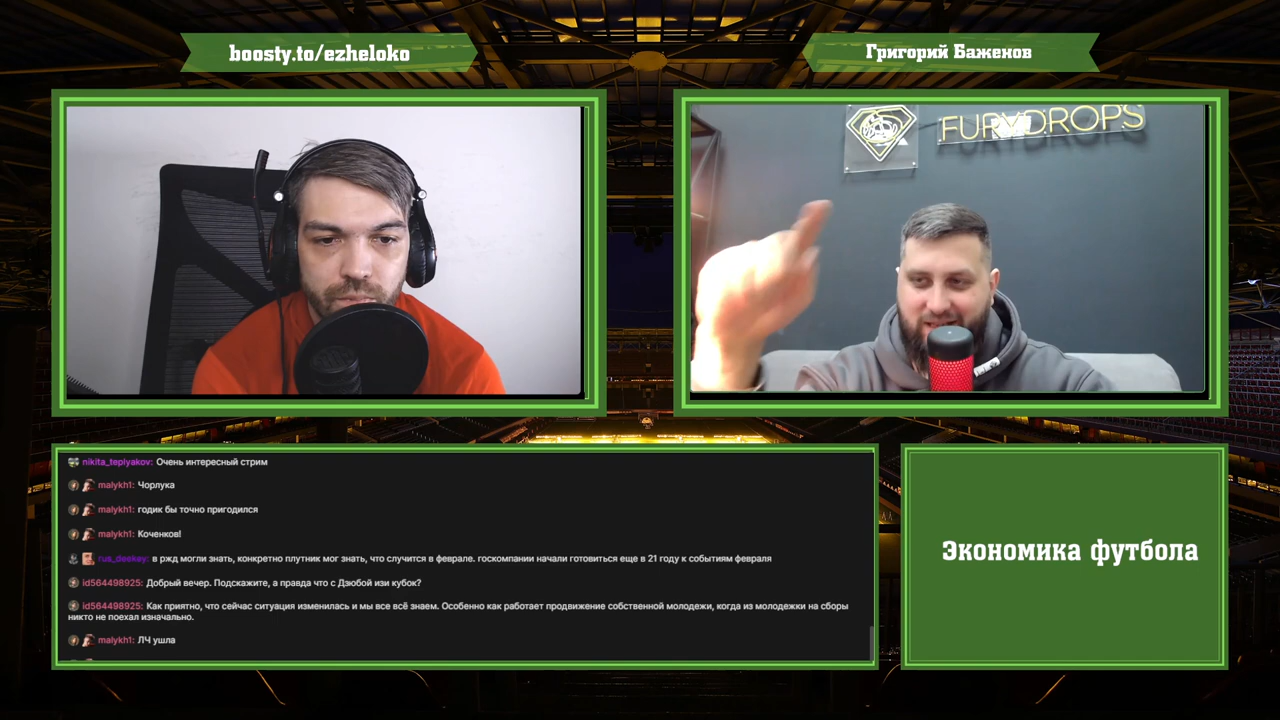 boosty.to/ezheloko
Григорий Баженов
FURYDROPS
nikita_teplyakov: Очень интересный стрим
malykh1: Чорлука
malykh1: годик бы точно пригодился
malykh1: Коченков!
rus_deekey: в ржд могли знать, конкретно плутник мог знать, что случится в феврале. госкомпании начали готовиться еще в 21 году к событиям февраля
id564498925: Добрый вечер. Подскажите, а правда что с Дзюбой изи кубок?
id564498925: Как приятно, что сейчас ситуация изменилась и мы все всё знаем. Особенно как работает продвижение собственной молодежи, когда из молодежки на сборы
никто не поехал изначально.
malykh1: ЛЧ ушла
Экономика футбола